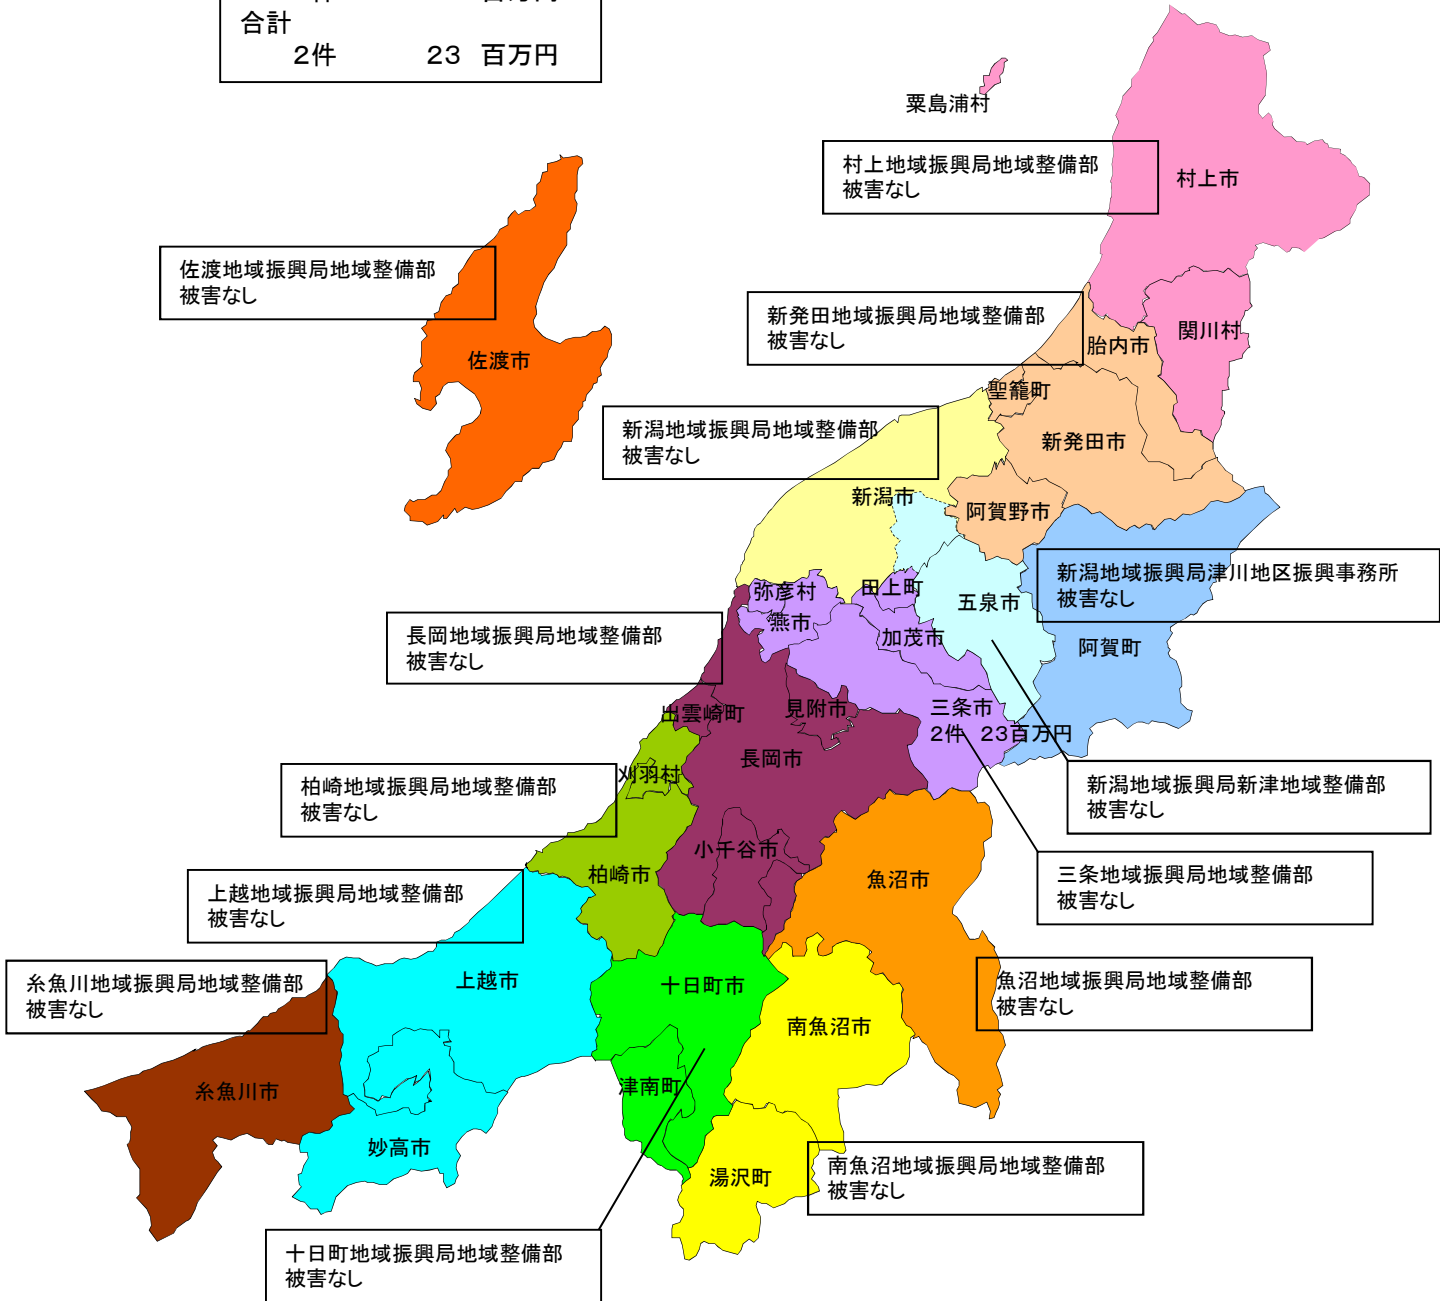 合計
2件 23 百万円
粟島浦村
村上地域振興局地域整備部
被害なし
村上市
佐渡地域振興局地域整備部
被害なし
佐渡市
新発田地域振興局地域整備部
被害なし
関川村
胎内市
聖籠町
新発田市
新潟地域振興局地域整備部
被害なし
新潟市
阿賀野市
新潟地域振興局津川地区振興事務所
被害なし
弥彦村
田上町
五泉市
燕市
加茂市
阿賀町
長岡地域振興局地域整備部
被害なし
出雲崎町
見附市
三条市
2件 23百万円
長岡市
刈羽村
柏崎地域振興局地域整備部
被害なし
新潟地域振興局新津地域整備部
被害なし
小千谷市
柏崎市
魚沼市
三条地域振興局地域整備部
被害なし
上越地域振興局地域整備部
被害なし
糸魚川地域振興局地域整備部
被害なし
上越市
十日町市
魚沼地域振興局地域整備部
被害なし
南魚沼市
糸魚川市
津南町
妙高市
湯沢町
南魚沼地域振興局地域整備部
被害なし
十日町地域振興局地域整備部
被害なし